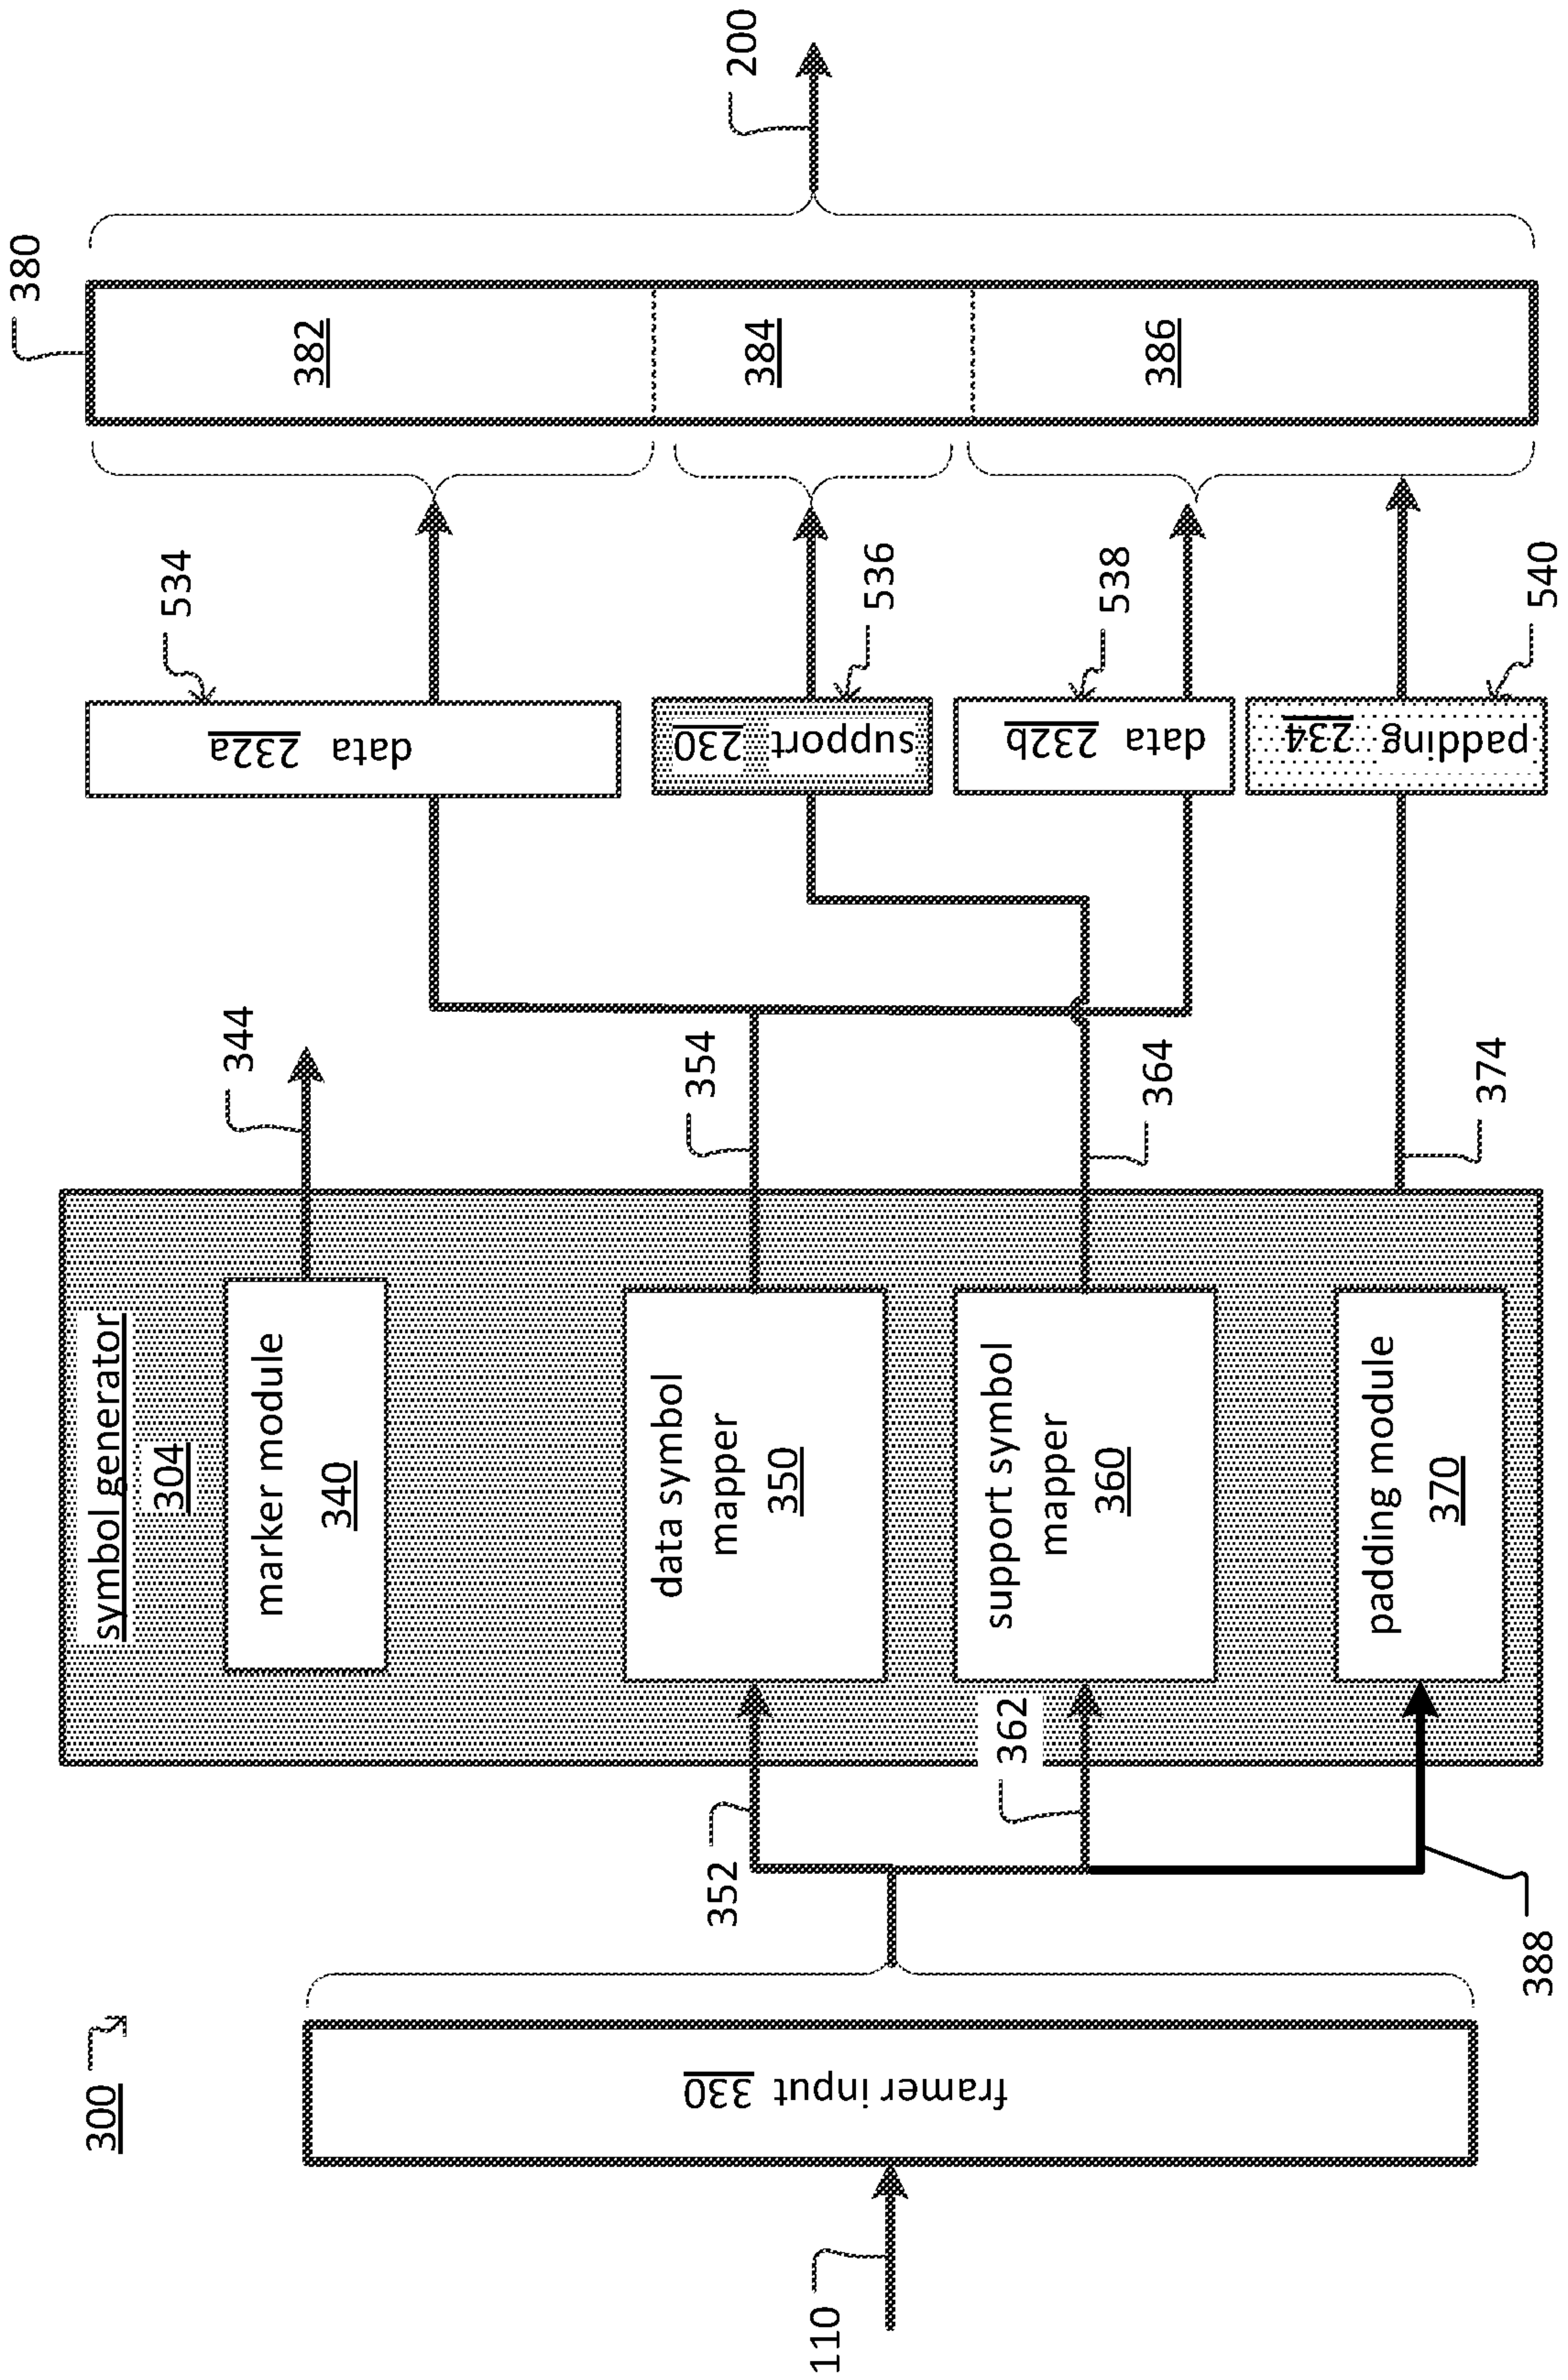 300
110
framer input 330
352
362
388
symbol generator
304
marker module
340
data symbol
mapper
350
support symbol
mapper
360
padding module
370
344
354
364
374
data 232a
534
support 230
536
data 232b
538
padding 234
540
380
382
384
386
200